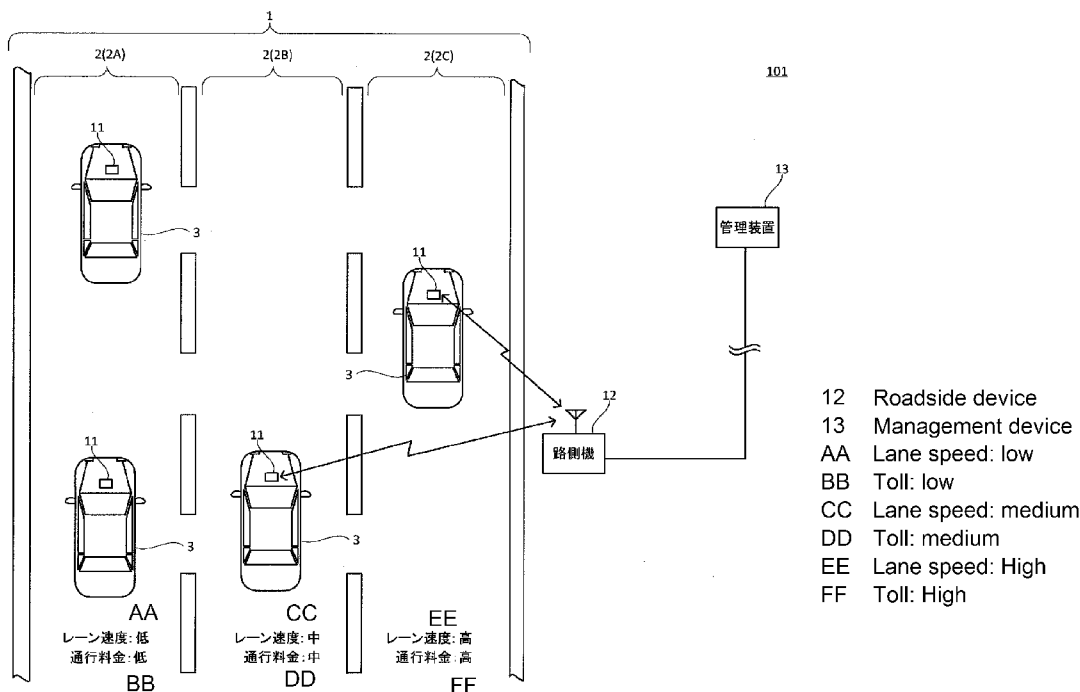 1
2(2A)
2(2B)
2(2C)
101
11
3
11
3
13
管理装置
12
路側機
11
3
11
3
AA
CC
EE
レーン速度:低
通行料金:低
レーン速度:中
通行料金:中
レーン速度:高
通行料金:高
BB
DD
FF
12 Roadside device
13 Management device
AA Lane speed: low
BB Toll: low
CC Lane speed: medium
DD Toll: medium
EE Lane speed: High
FF Toll: High